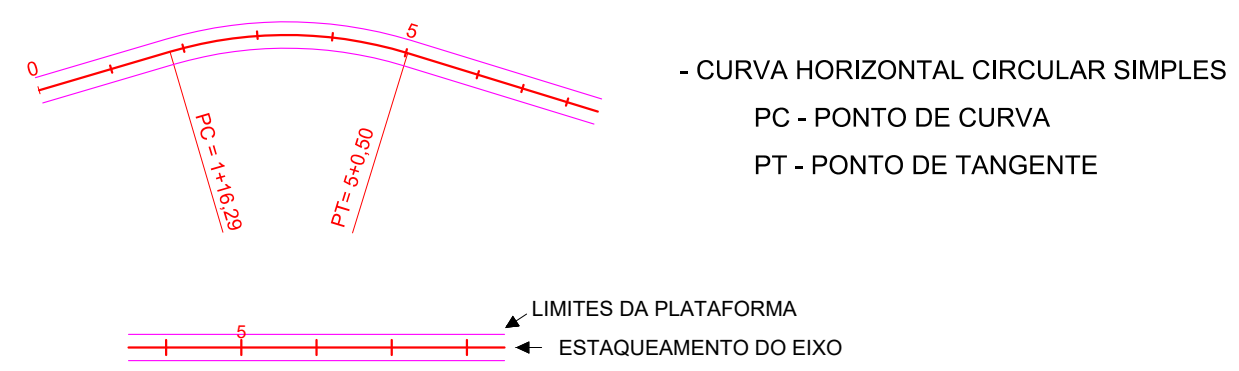 0
5
PC = 1+16,29
PT= 5+0,50
- CURVA HORIZONTAL CIRCULAR SIMPLES
PC - PONTO DE CURVA
PT - PONTO DE TANGENTE
5
LIMITES DA PLATAFORMA
ESTAQUEAMENTO DO EIXO